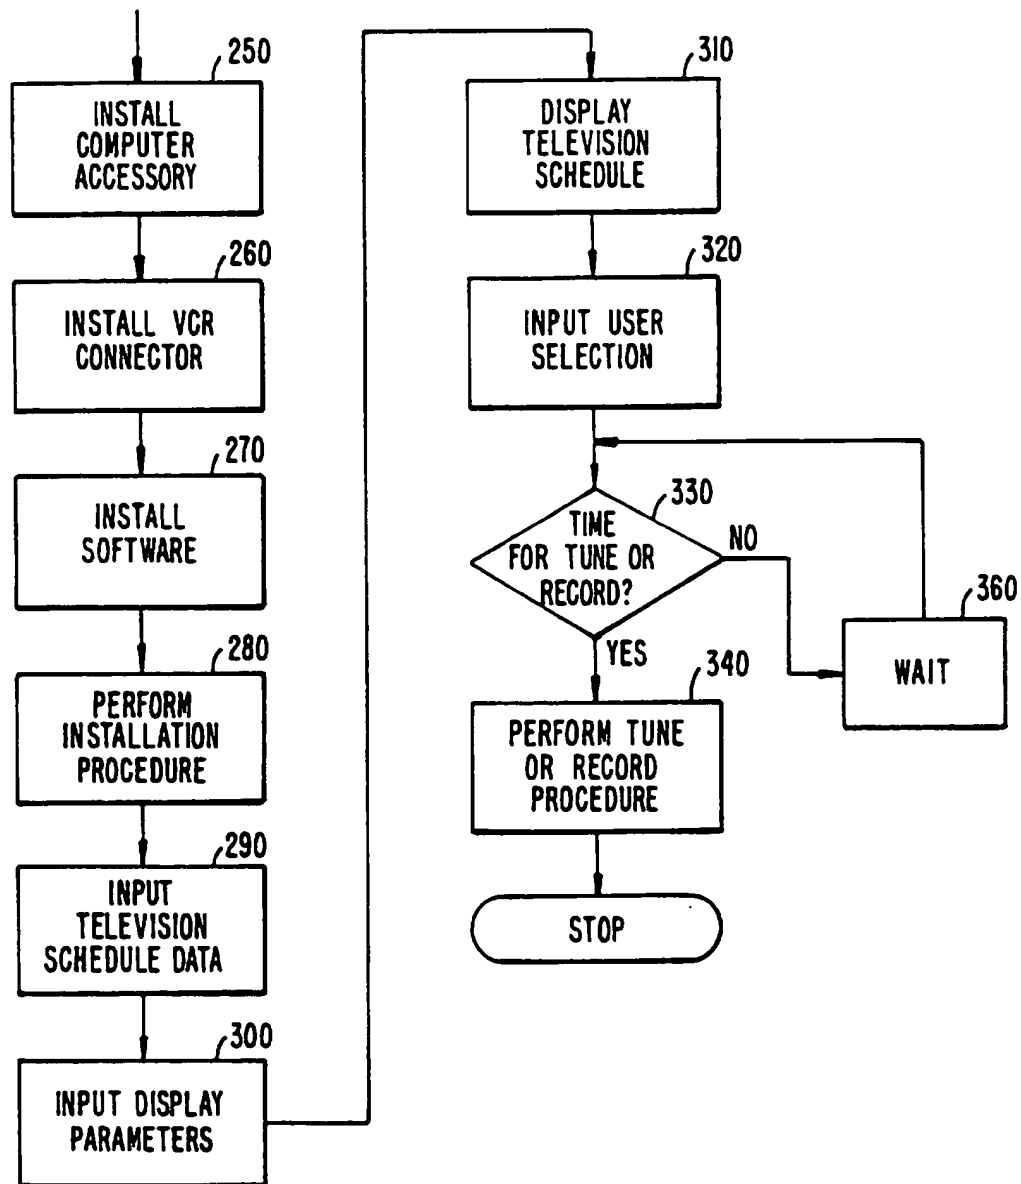 250
INSTALL
COMPUTER
ACCESSORY
260
INSTALL VCR
CONNECTOR
270
INSTALL
SOFTWARE
280
PERFORM
INSTALLATION
PROCEDURE
290
INPUT
TELEVISION
SCHEDULE DATA
300
INPUT DISPLAY
PARAMETERS
310
DISPLAY
TELEVISION
SCHEDULE
320
INPUT USER
SELECTION
330
TIME
FOR TUNE OR
RECORD?
NO
YES
360
WAIT
340
PERFORM TUNE
OR RECORD
PROCEDURE
STOP